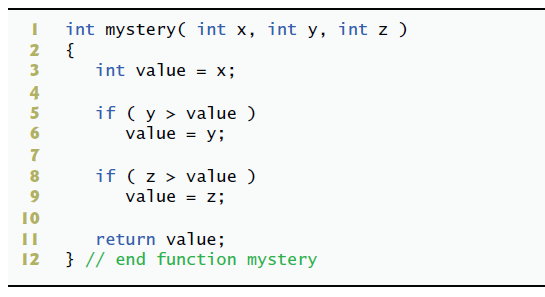 1 int mystery( int x, int y, int z )
2 {
3 int value = x;
4
5 if ( y > value )
6 value = y;
7
8 if ( z > value )
9 value = z;
10
11 return value;
12 } // end function mystery